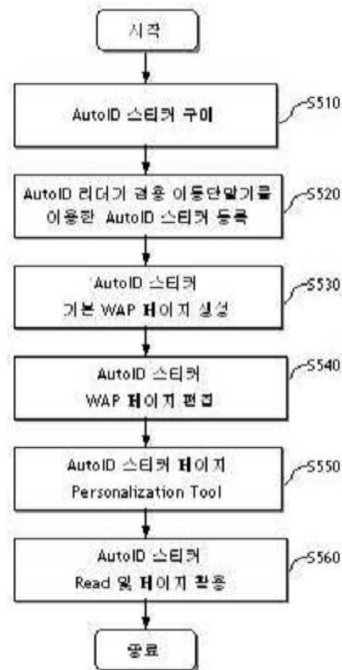 시작
AutoID 스티커 구매
S510
AutoID 리더기 겸용 이동단말기를
이용한 AutoID 스티커 등록
S520
AutoID 스티커
기본 WAP 페이지 생성
S530
AutoID 스티커
WAP 페이지 편집
S540
AutoID 스티커 페이지
Personalization Tool
S550
AutoID 스티커
Read 및 페이지 활용
S560
종료